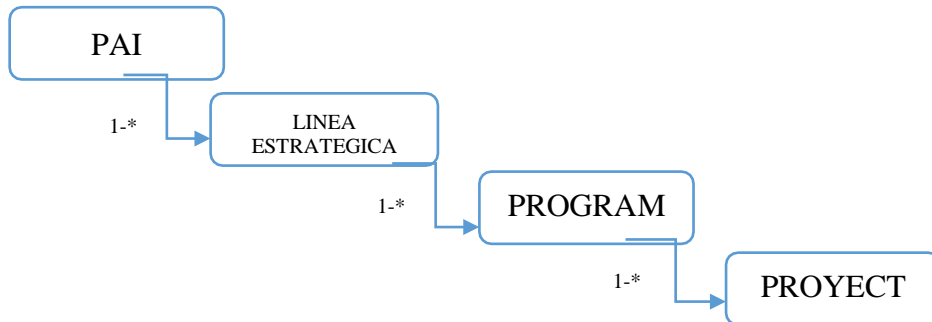 PAI
1-*
LINEA
ESTRATEGICA
1-*
PROGRAM
1-*
PROYECT